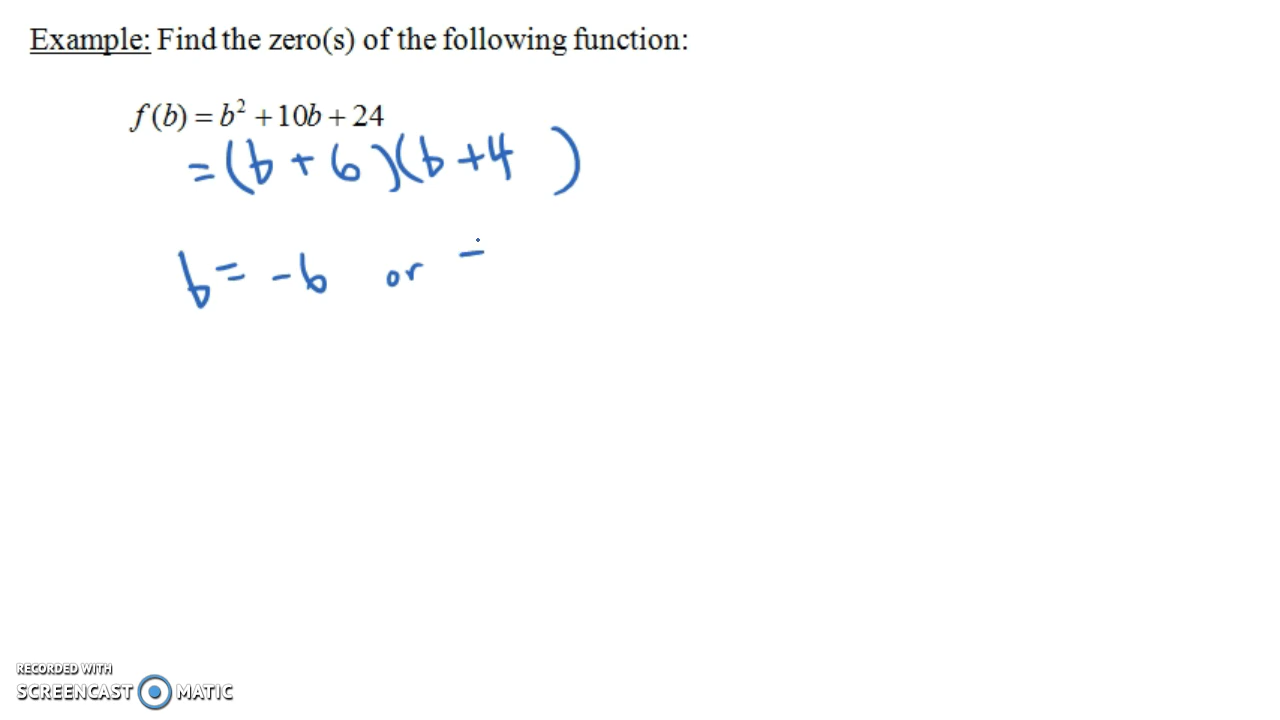 Example: Find the zero(s) of the following function:
f(b) = b² + 10b + 24
= (b + 6)(b + 4 )
b = -6 or -
RECORDED WITH
SCREENCAST MATIC